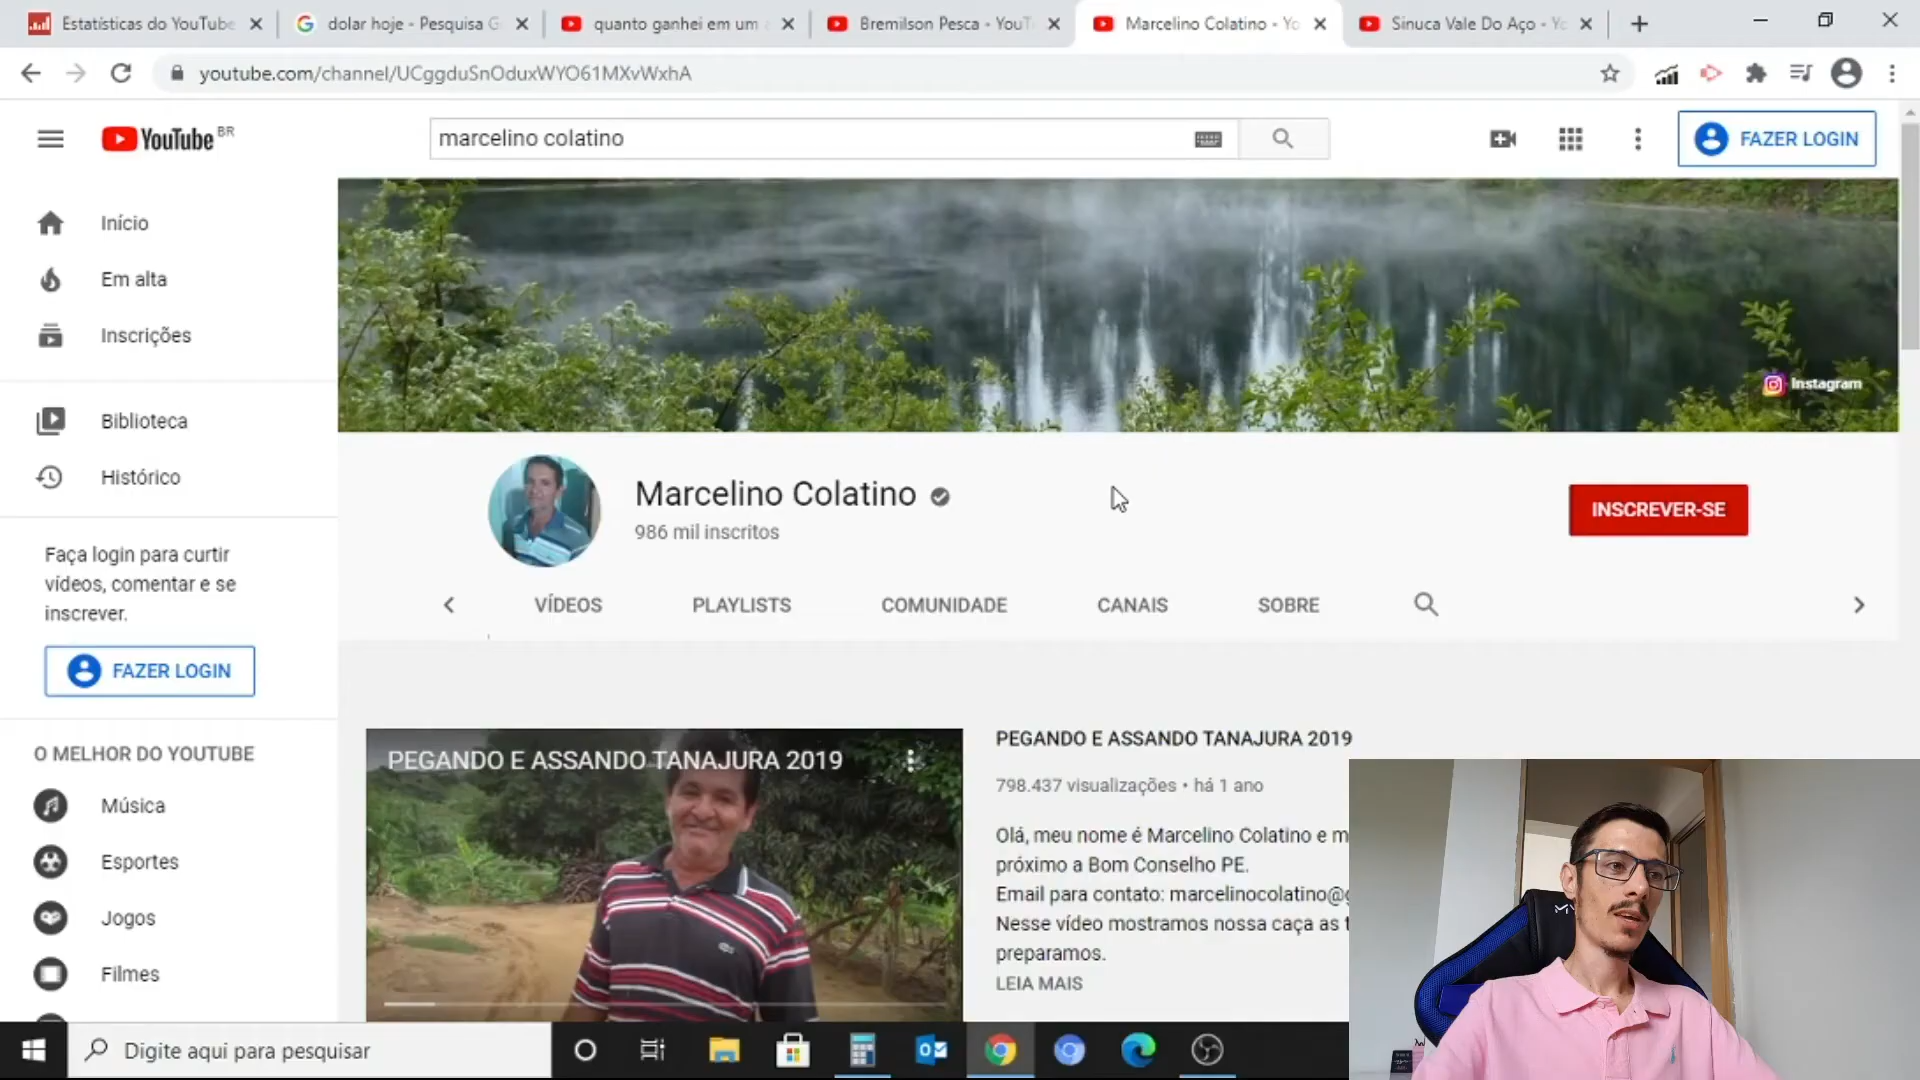 Estatísticas do YouTube
dolar hoje - Pesquisa G
quanto ganhei em um
Bremilson Pesca - YouT
Marcelino Colatino - Yo
Sinuca Vale Do Aço - Yo
youtube.com/channel/UCggduSnOduxWYO61MXvWxhA
YouTube BR
marcelino colatino
FAZER LOGIN
Início
Em alta
Inscrições
Biblioteca
Histórico
Faça login para curtir
vídeos, comentar e se
inscrever.
FAZER LOGIN
O MELHOR DO YOUTUBE
Música
Esportes
Jogos
Filmes
Instagram
Marcelino Colatino
986 mil inscritos
INSCREVER-SE
VÍDEOS
PLAYLISTS
COMUNIDADE
CANAIS
SOBRE
PEGANDO E ASSANDO TANAJURA 2019
PEGANDO E ASSANDO TANAJURA 2019
798.437 visualizações • há 1 ano
Olá, meu nome é Marcelino Colatino e m
próximo a Bom Conselho PE.
Email para contato: marcelinocolatino@g
Nesse vídeo mostramos nossa caça as t
preparamos.
LEIA MAIS
Digite aqui para pesquisar